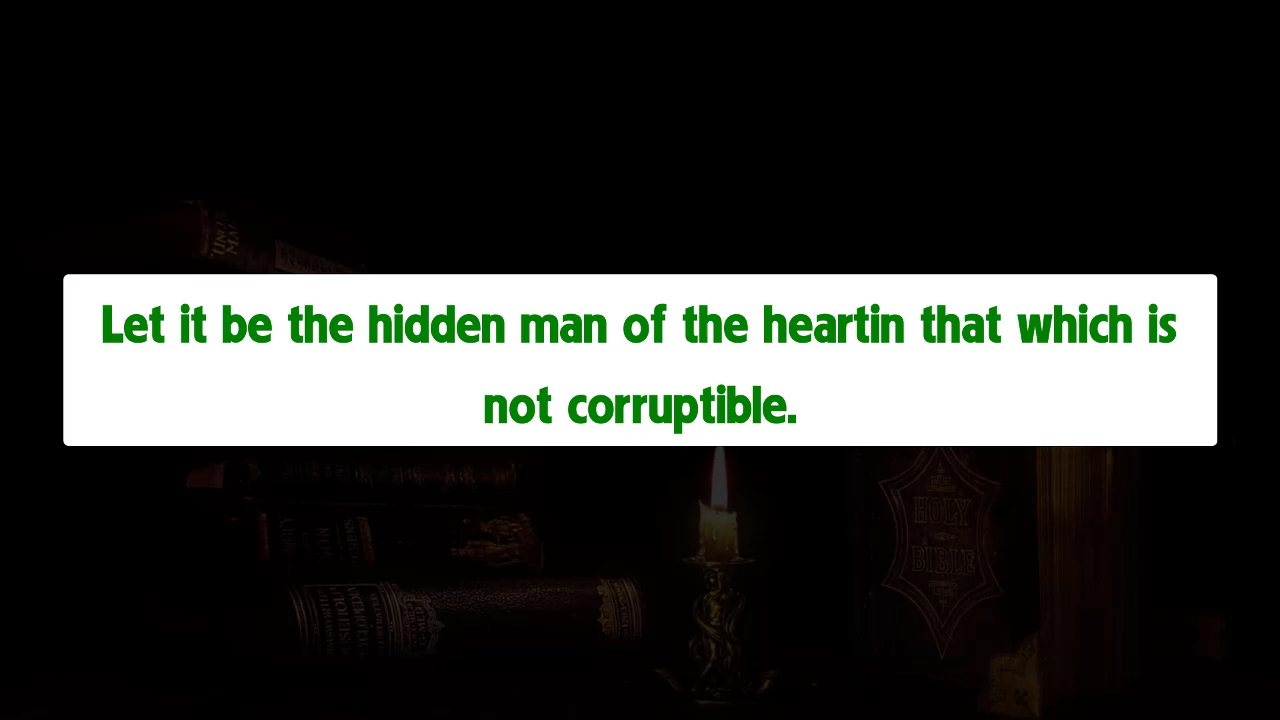 Let it be the hidden man of the heartin that which is
not corruptible.
HOLY
BIBLE